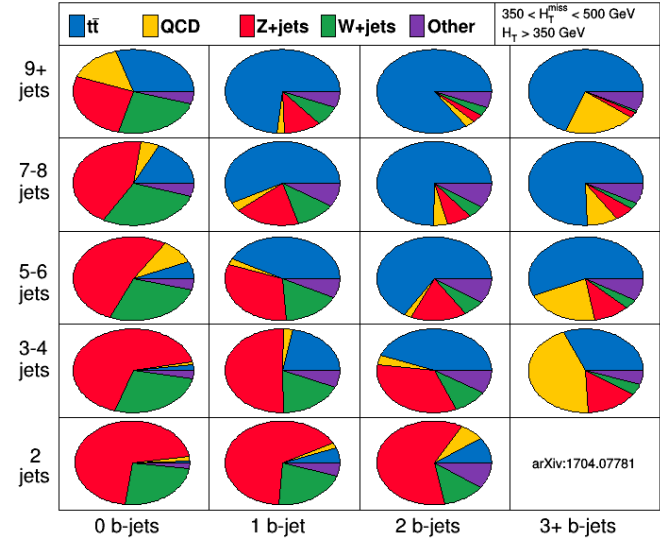 tt̄ QCD Z+jets W+jets Other
350 < H_T^miss < 500 GeV
H_T > 350 GeV
9+
jets
7-8
jets
5-6
jets
3-4
jets
2
jets
arXiv:1704.07781
0 b-jets 1 b-jet 2 b-jets 3+ b-jets